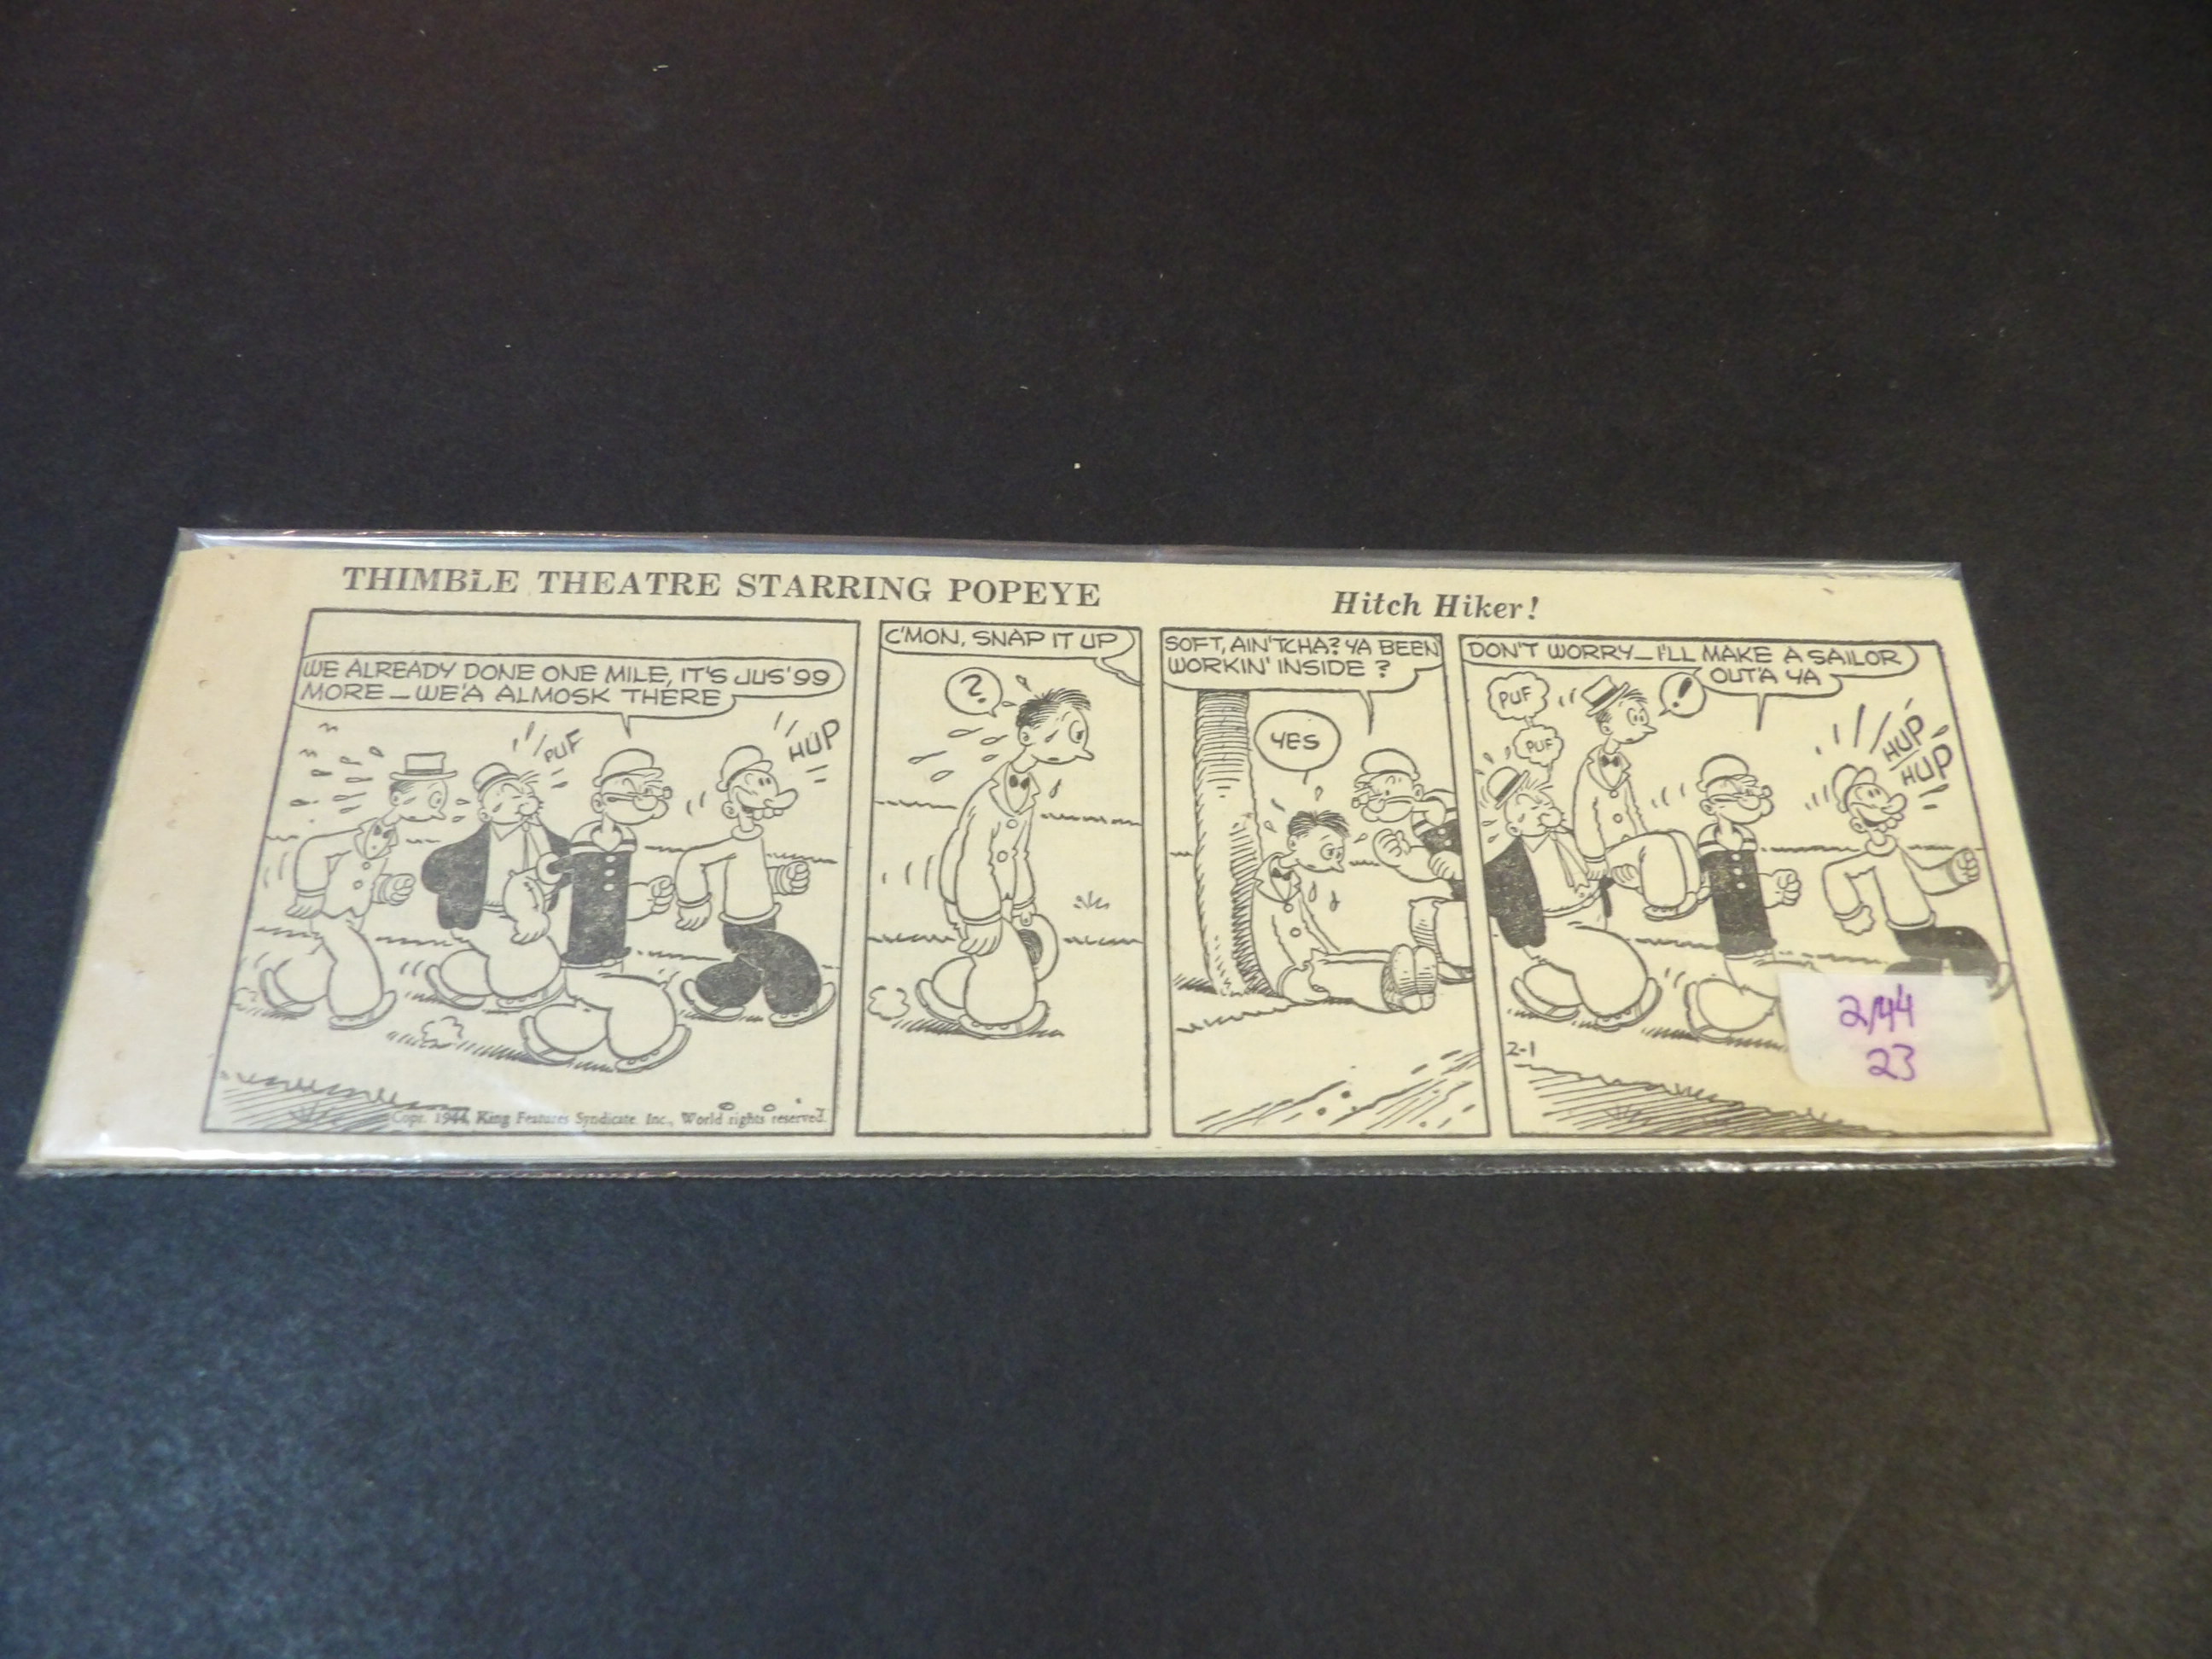 THIMBLE THEATRE STARRING POPEYE
Hitch Hiker!
WE ALREADY DONE ONE MILE, IT'S JUS' 99
MORE — WE'A ALMOSK THERE
PUF
HUP
Copr. 1944, King Features Syndicate, Inc., World rights reserved.
C'MON, SNAP IT UP
?
SOFT, AIN'TCHA? YA BEEN
WORKIN' INSIDE ?
YES
DON'T WORRY — I'LL MAKE A SAILOR
OUT'A YA
PUF
PUF
!
HUP
HUP
2-1
2/44
23